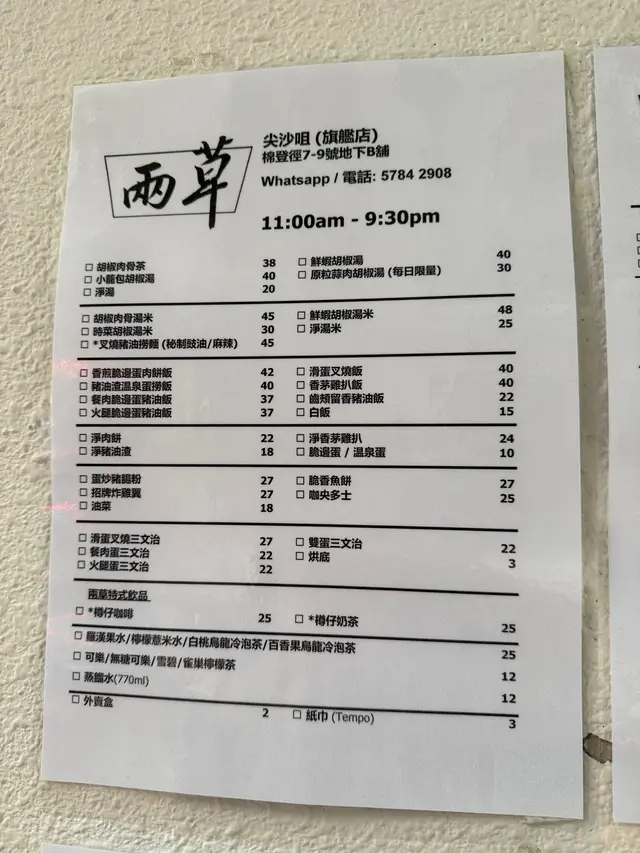 兩草
尖沙咀 (旗艦店)
棉登徑7-9號地下B舖
Whatsapp / 電話: 5784 2908
11:00am - 9:30pm
□ 胡椒肉骨茶 38 □ 鮮蝦胡椒湯 40
□ 小籠包胡椒湯 40 □ 原粒蒜肉胡椒湯 (每日限量) 30
□ 淨湯 20
□ 胡椒肉骨湯米 45 □ 鮮蝦胡椒湯米 48
□ 時菜胡椒湯米 30 □ 淨湯米 25
□ *叉燒豬油撈麵 (秘制豉油/麻辣) 45
□ 香煎脆邊蛋肉餅飯 42 □ 滑蛋叉燒飯 40
□ 豬油渣温泉蛋撈飯 40 □ 香茅雞扒飯 40
□ 餐肉脆邊蛋豬油飯 37 □ 齒頰留香豬油飯 22
□ 火腿脆邊蛋豬油飯 37 □ 白飯 15
□ 淨肉餅 22 □ 淨香茅雞扒 24
□ 淨豬油渣 18 □ 脆邊蛋 / 温泉蛋 10
□ 蛋炒豬腸粉 27 □ 脆香魚餅 27
□ 招牌炸雞翼 27 □ 咖央多士 25
□ 油菜 18
□ 滑蛋叉燒三文治 27 □ 雙蛋三文治 22
□ 餐肉蛋三文治 22 □ 烘底 3
□ 火腿蛋三文治 22
兩草特式飲品
□ *樽仔咖啡 25 □ *樽仔奶茶 25
□ 羅漢果水/檸檬薏米水/白桃烏龍冷泡茶/百香果烏龍冷泡茶 25
□ 可樂/無糖可樂/雪碧/雀巢檸檬茶 12
□ 蒸餾水(770ml) 12
□ 外賣盒 2 □ 紙巾 (Tempo) 3